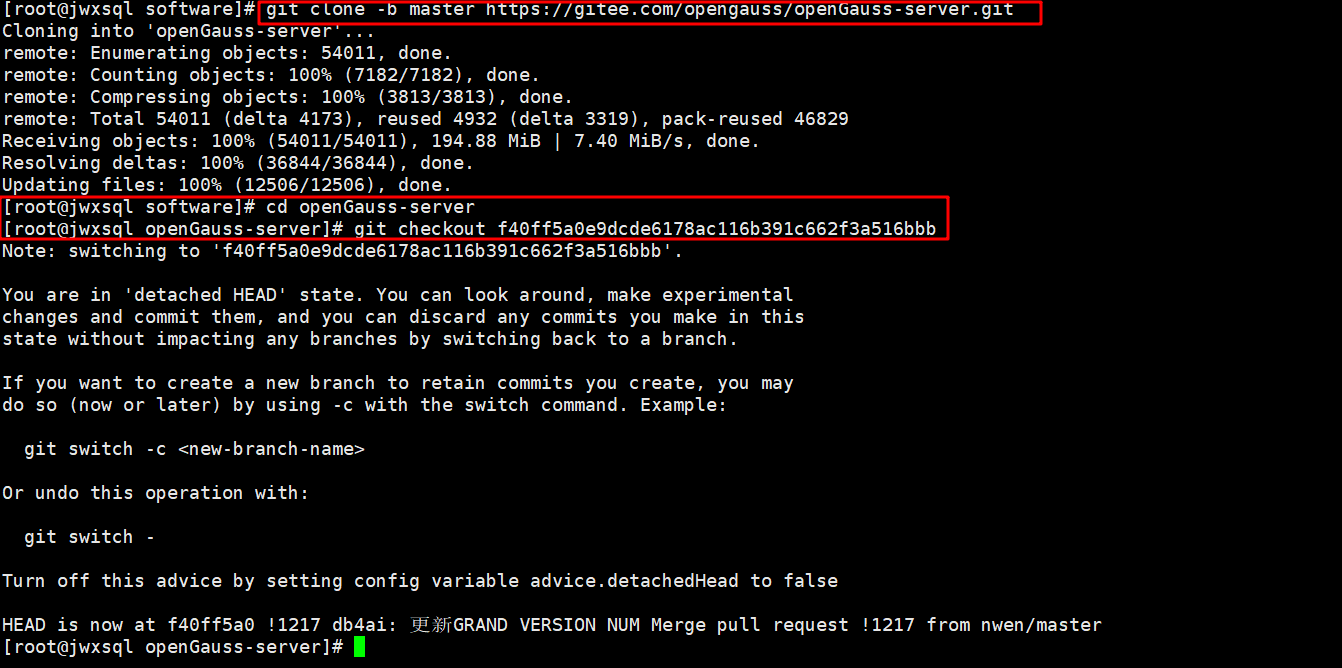 [root@jwxsql software]# git clone -b master https://gitee.com/opengauss/openGauss-server.git
Cloning into 'openGauss-server'...
remote: Enumerating objects: 54011, done.
remote: Counting objects: 100% (7182/7182), done.
remote: Compressing objects: 100% (3813/3813), done.
remote: Total 54011 (delta 4173), reused 4932 (delta 3319), pack-reused 46829
Receiving objects: 100% (54011/54011), 194.88 MiB | 7.40 MiB/s, done.
Resolving deltas: 100% (36844/36844), done.
Updating files: 100% (12506/12506), done.
[root@jwxsql software]# cd openGauss-server
[root@jwxsql openGauss-server]# git checkout f40ff5a0e9dcde6178ac116b391c662f3a516bbb
Note: switching to 'f40ff5a0e9dcde6178ac116b391c662f3a516bbb'.

You are in 'detached HEAD' state. You can look around, make experimental
changes and commit them, and you can discard any commits you make in this
state without impacting any branches by switching back to a branch.

If you want to create a new branch to retain commits you create, you may
do so (now or later) by using -c with the switch command. Example:

  git switch -c <new-branch-name>

Or undo this operation with:

  git switch -

Turn off this advice by setting config variable advice.detachedHead to false

HEAD is now at f40ff5a0 !1217 db4ai: 更新GRAND VERSION NUM Merge pull request !1217 from nwen/master
[root@jwxsql openGauss-server]#